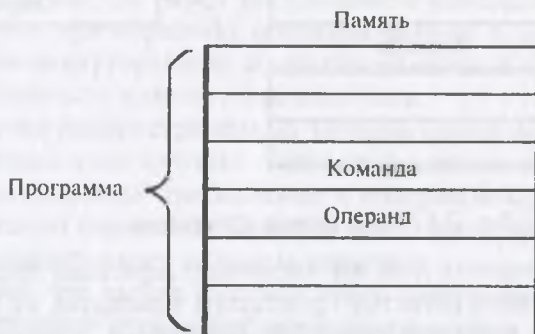 Память
Команда
Программа
Операнд